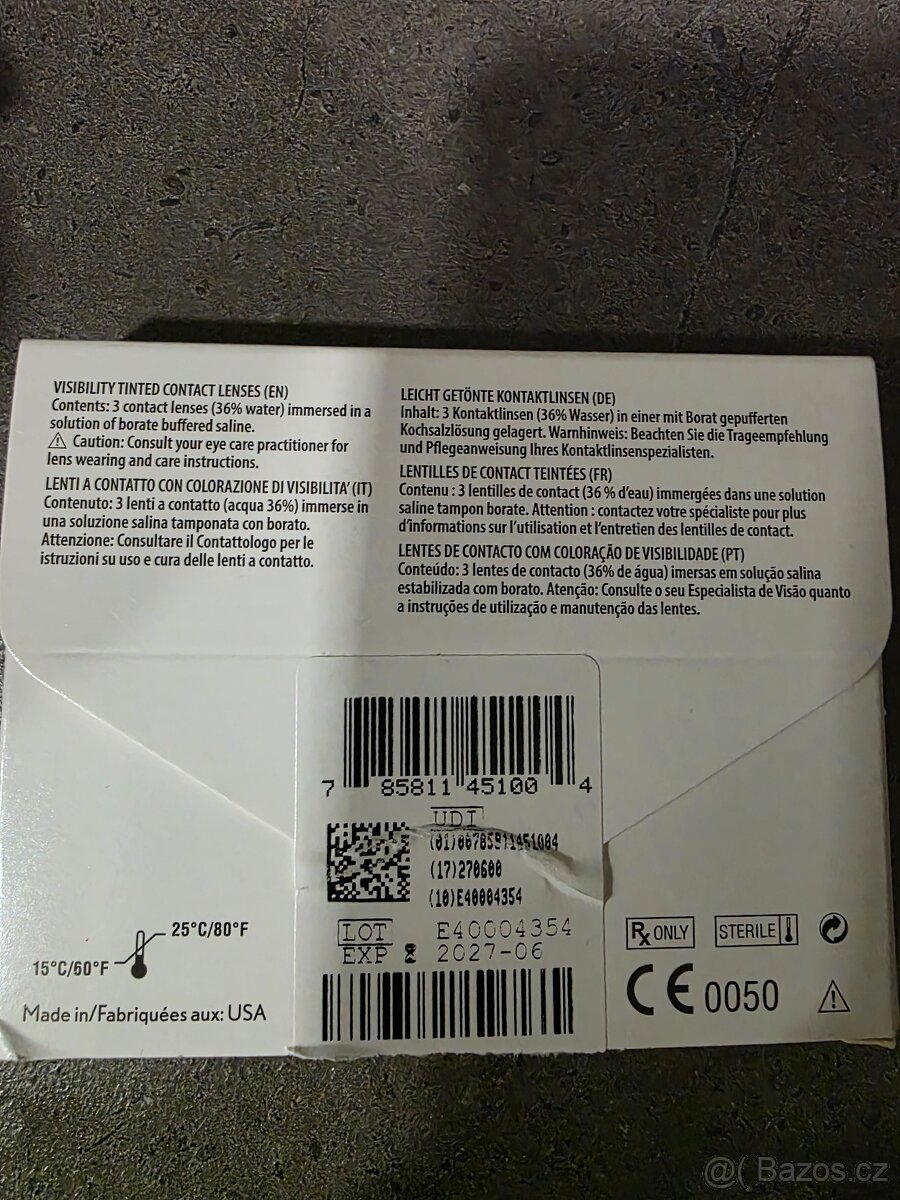 VISIBILITY TINTED CONTACT LENSES (EN)
Contents: 3 contact lenses (36% water) immersed in a
solution of borate buffered saline.
⚠ Caution: Consult your eye care practitioner for
lens wearing and care instructions.
LENTI A CONTATTO CON COLORAZIONE DI VISIBILITA' (IT)
Contenuto: 3 lenti a contatto (acqua 36%) immerse in
una soluzione salina tamponata con borato.
Attenzione: Consultare il Contattologo per le
istruzioni su uso e cura delle lenti a contatto.
LEICHT GETÖNTE KONTAKTLINSEN (DE)
Inhalt: 3 Kontaktlinsen (36% Wasser) in einer mit Borat gepufferten
Kochsalzlösung gelagert. Warnhinweis: Beachten Sie die Trageempfehlung
und Pflegeanweisung Ihres Kontaktlinsenspezialisten.
LENTILLES DE CONTACT TEINTÉES (FR)
Contenu : 3 lentilles de contact (36 % d'eau) immergées dans une solution
saline tampon borate. Attention : contactez votre spécialiste pour plus
d'informations sur l'utilisation et l'entretien des lentilles de contact.
LENTES DE CONTACTO COM COLORAÇÃO DE VISIBILIDADE (PT)
Conteúdo: 3 lentes de contacto (36% de água) imersas em solução salina
estabilizada com borato. Atenção: Consulte o seu Especialista de Visão quanto
a instruções de utilização e manutenção das lentes.
7 85811 45100 4
UDI
(01)00785811451004
(17)270600
(10)E40004354
LOT E40004354
EXP 2027-06
25°C/80°F
15°C/60°F
Made in/Fabriquées aux: USA
Rx ONLY
STERILE
CE 0050
@( Bazos.cz